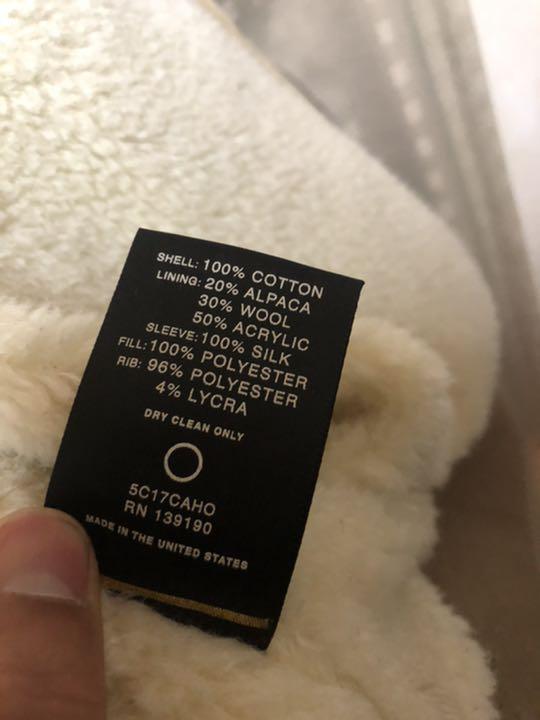 SHELL: 100% COTTON
LINING: 20% ALPACA
30% WOOL
50% ACRYLIC
SLEEVE: 100% SILK
FILL: 100% POLYESTER
RIB: 96% POLYESTER
4% LYCRA
DRY CLEAN ONLY
5C17CAHO
RN 139190
MADE IN THE UNITED STATES